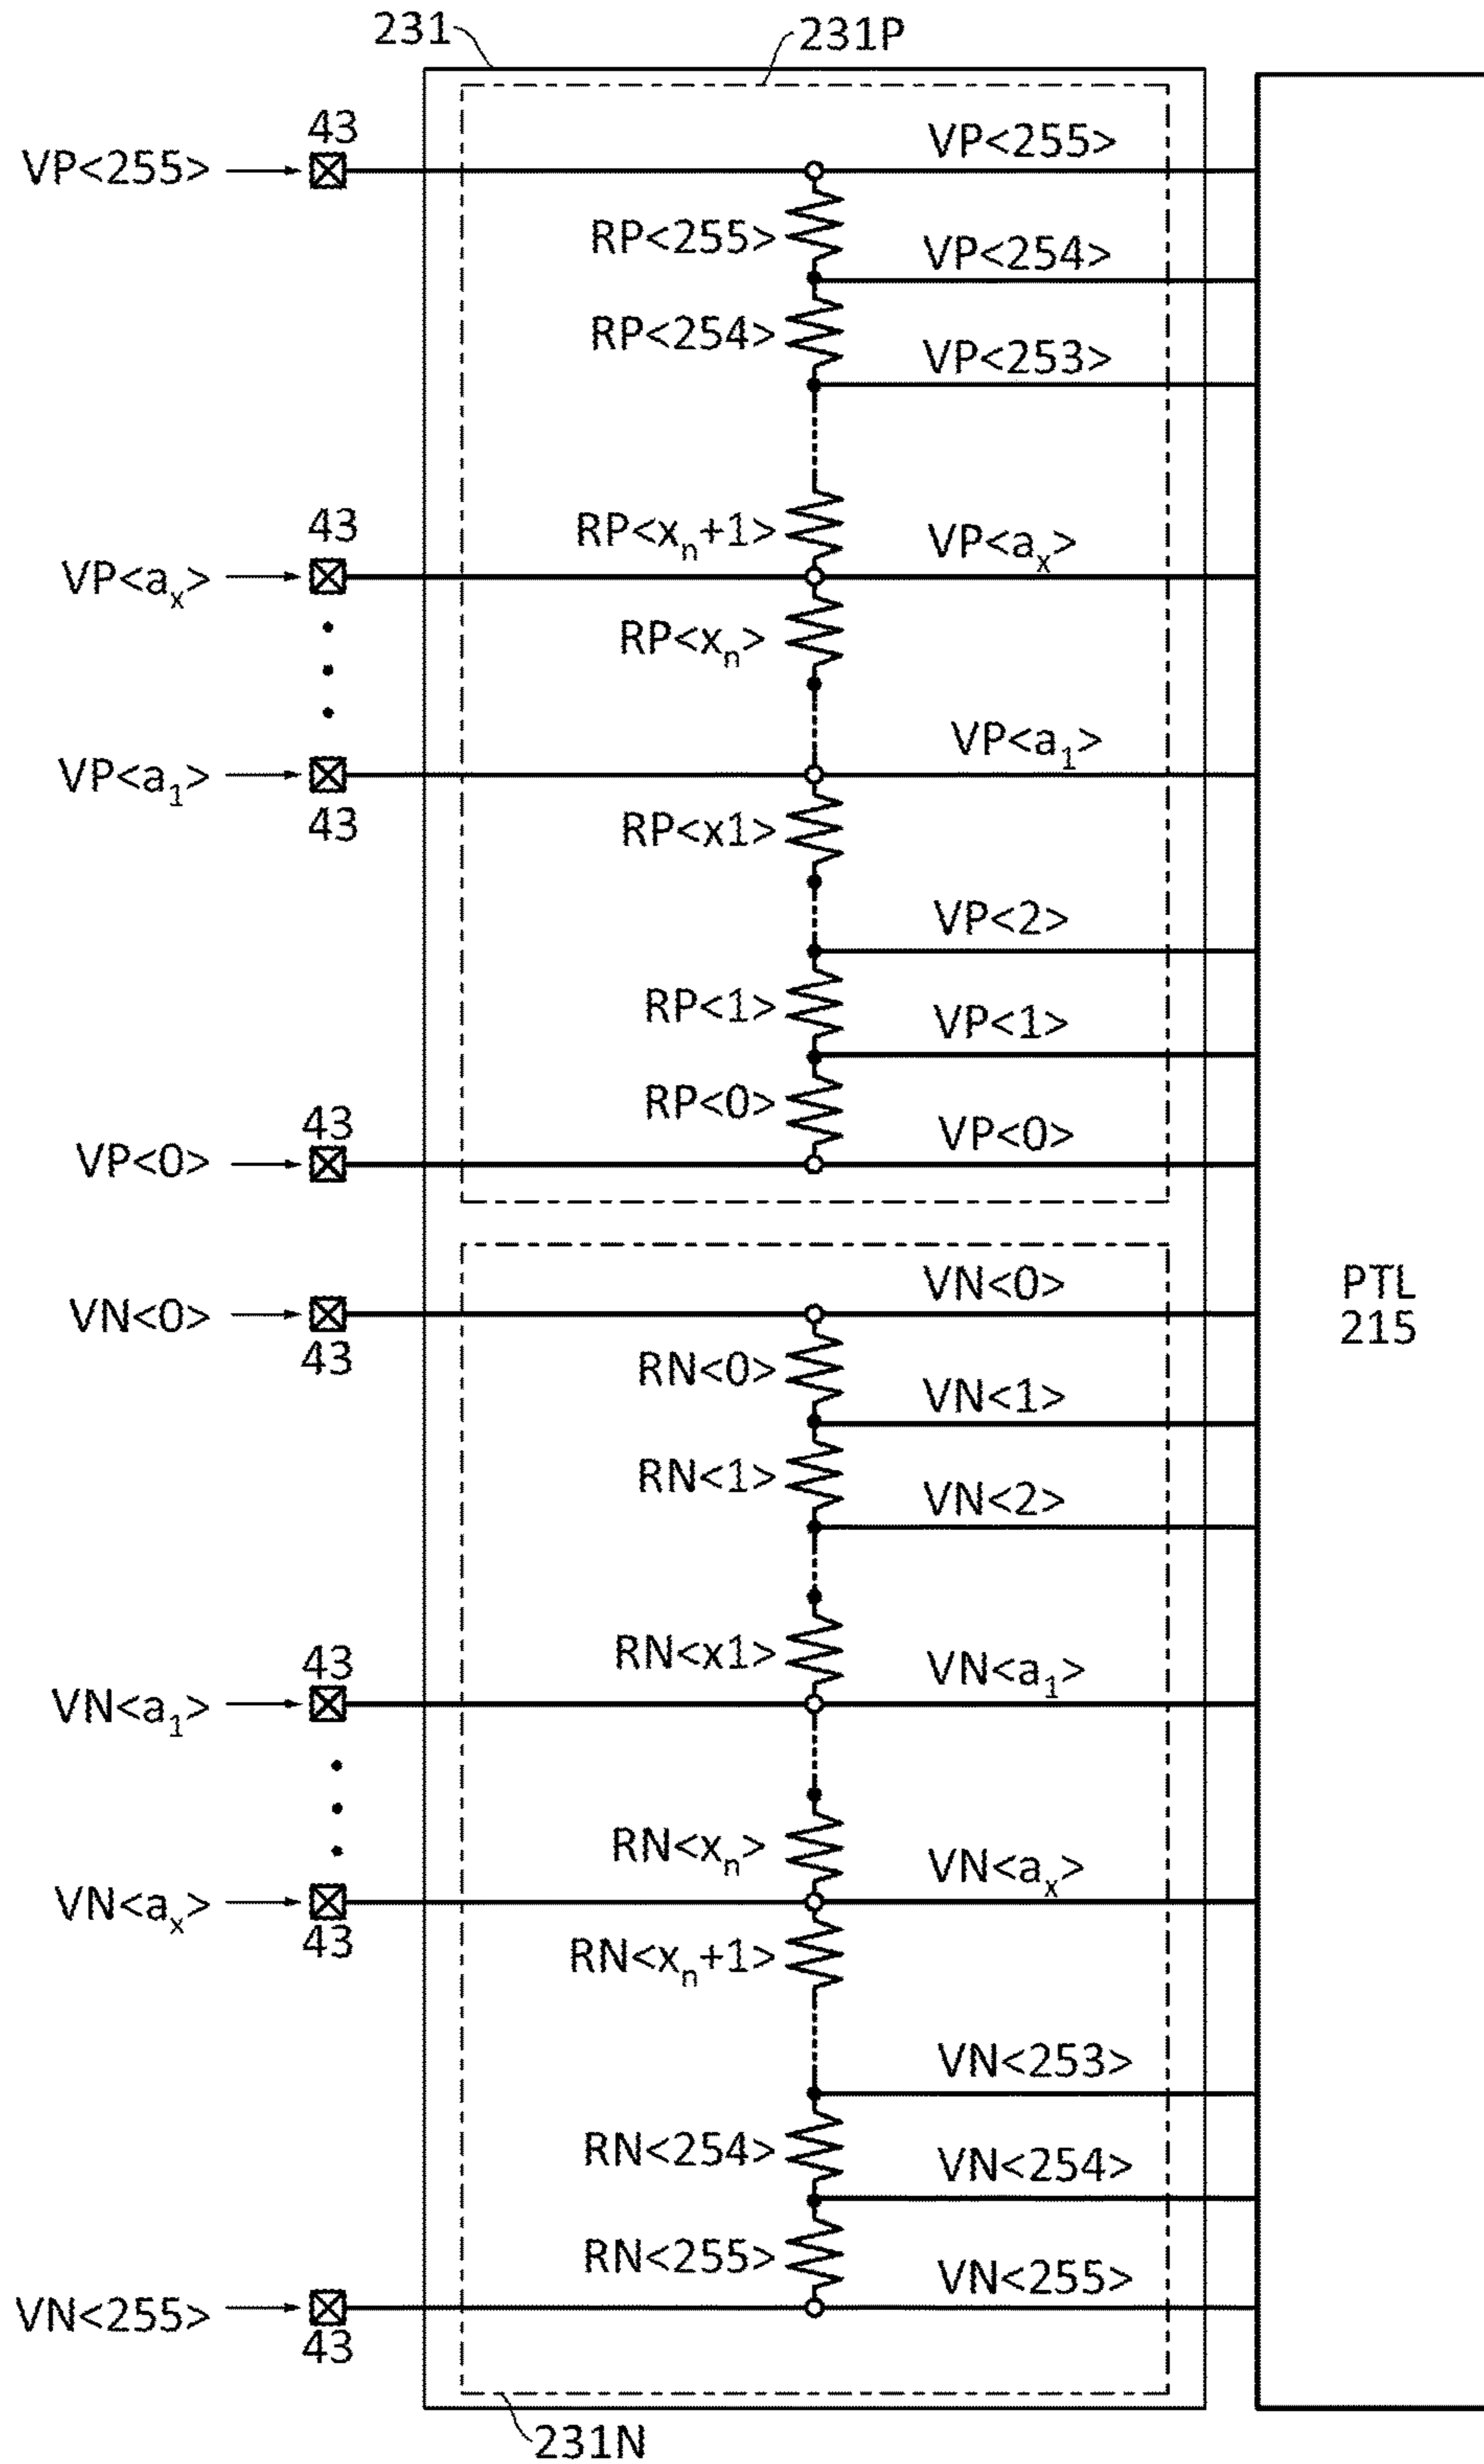 231
231P
43
VP<255>
VP<255>
RP<255>
VP<254>
RP<254>
VP<253>
43
RP<xn+1>
VP<ax>
VP<ax>
RP<xn>
VP<a1>
VP<a1>
43
RP<x1>
VP<2>
RP<1>
VP<1>
RP<0>
43
VP<0>
VP<0>
VN<0>
VN<0>
43
PTL
215
RN<0>
VN<1>
RN<1>
VN<2>
43
RN<x1>
VN<a1>
VN<a1>
RN<xn>
VN<ax>
VN<ax>
43
RN<xn+1>
VN<253>
RN<254>
VN<254>
RN<255>
VN<255>
VN<255>
43
231N